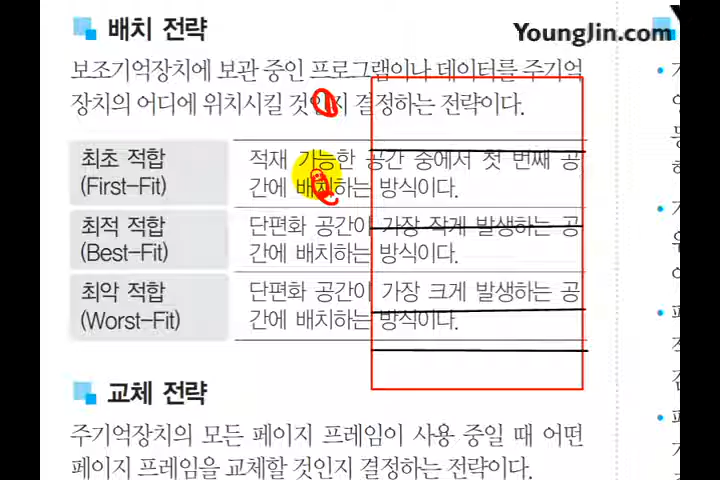 배치 전략
YoungJin.com
보조기억장치에 보관 중인 프로그램이나 데이터를 주기억
장치의 어디에 위치시킬 것인지 결정하는 전략이다.
최초 적합
(First-Fit)
적재 가능한 공간 중에서 첫 번째 공
간에 배치하는 방식이다.
최적 적합
(Best-Fit)
단편화 공간이 가장 작게 발생하는 공
간에 배치하는 방식이다.
최악 적합
(Worst-Fit)
단편화 공간이 가장 크게 발생하는 공
간에 배치하는 방식이다.
교체 전략
주기억장치의 모든 페이지 프레임이 사용 중일 때 어떤
페이지 프레임을 교체할 것인지 결정하는 전략이다.